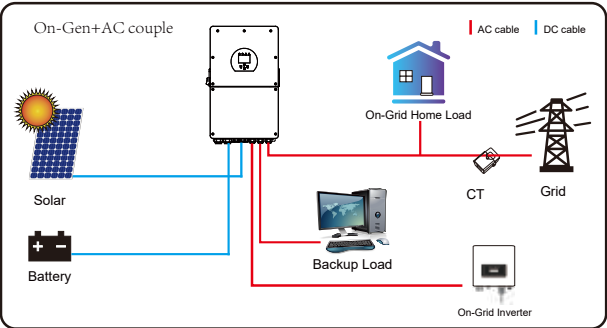 On-Gen+AC couple
AC cable
DC cable
On-Grid Home Load
CT
Grid
Solar
Backup Load
Battery
On-Grid Inverter